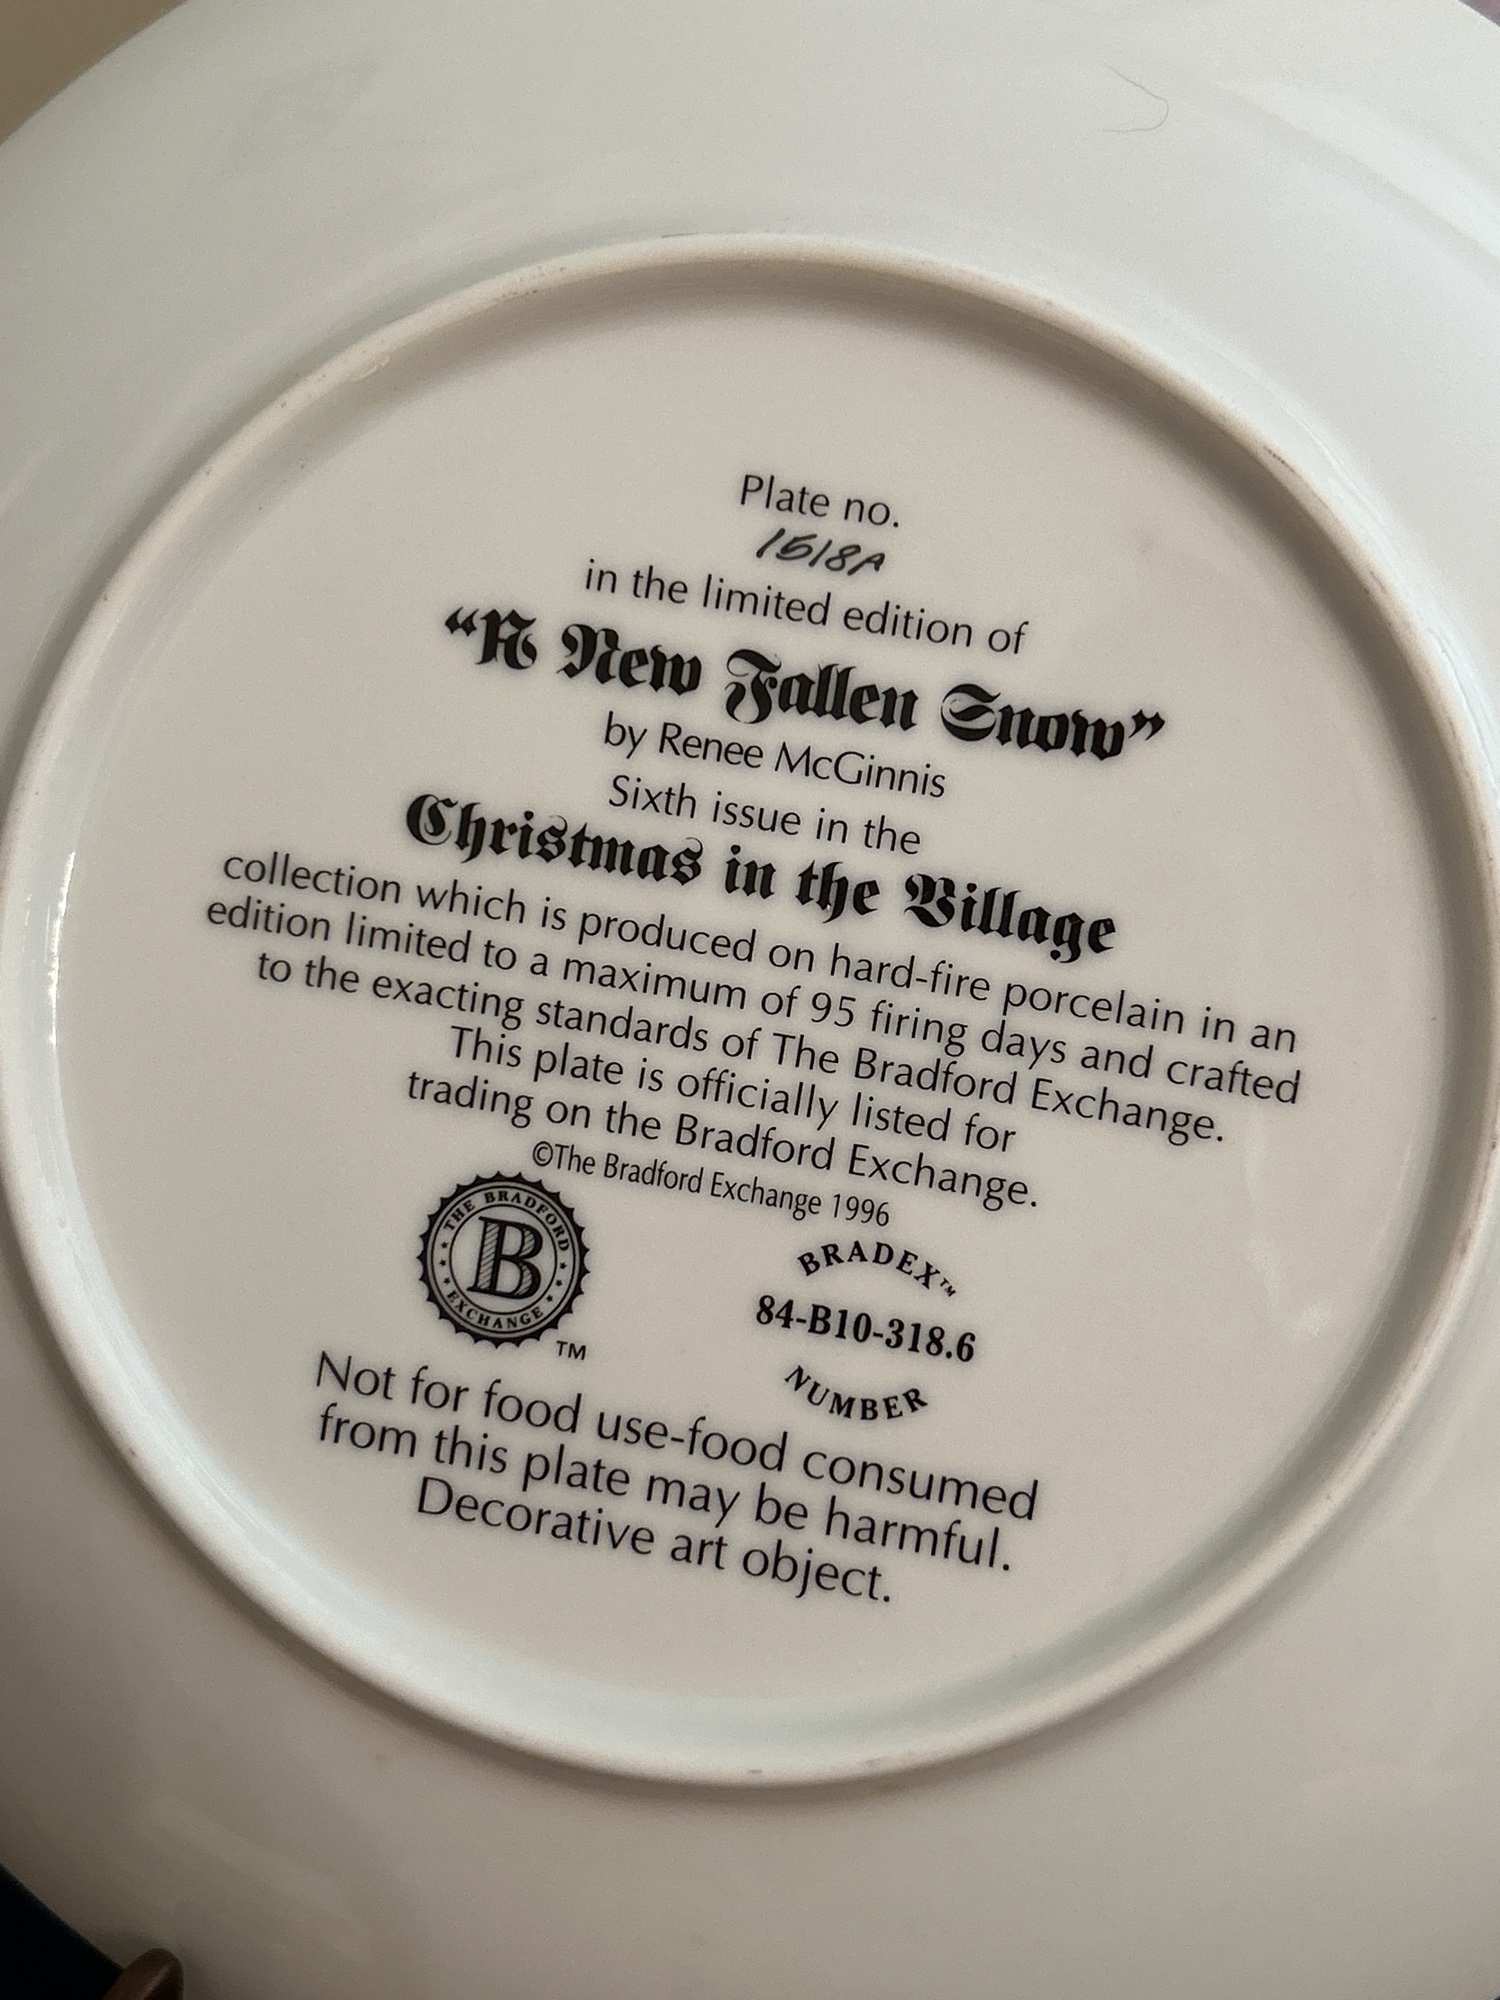 Plate no.
1518A
in the limited edition of
“A New Fallen Snow”
by Renee McGinnis
Sixth issue in the
Christmas in the Village
collection which is produced on hard-fire porcelain in an
edition limited to a maximum of 95 firing days and crafted
to the exacting standards of The Bradford Exchange.
This plate is officially listed for
trading on the Bradford Exchange.
©The Bradford Exchange 1996
THE BRADFORD
B
EXCHANGE
TM
BRADEX™
84-B10-318.6
NUMBER
Not for food use-food consumed
from this plate may be harmful.
Decorative art object.